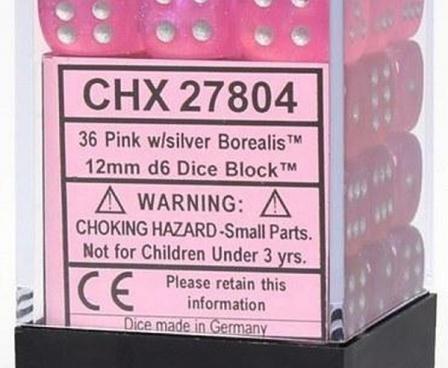 CHX 27804
36 Pink w/silver Borealis™
12mm d6 Dice Block™
WARNING:
CHOKING HAZARD-Small Parts.
Not for Children Under 3 yrs.
CE
Please retain this
information
Dice made in Germany